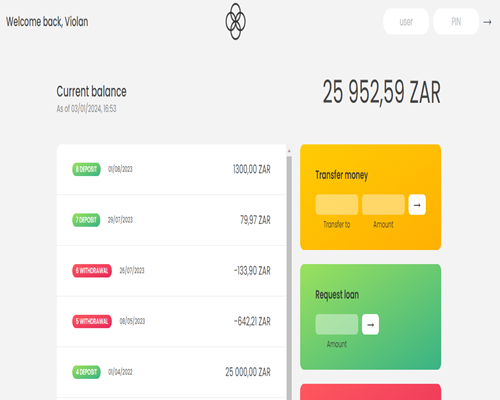 Welcome back, Violan
user
PIN
→
Current balance
As of 03/01/2024, 16:53
25 952,59 ZAR
8 DEPOSIT 01/08/2023 1300,00 ZAR
7 DEPOSIT 29/07/2023 79,97 ZAR
6 WITHDRAWAL 26/07/2023 -133,90 ZAR
5 WITHDRAWAL 08/05/2023 -642,21 ZAR
4 DEPOSIT 01/04/2022 25 000,00 ZAR
Transfer money
→
Transfer to
Amount
Request loan
→
Amount